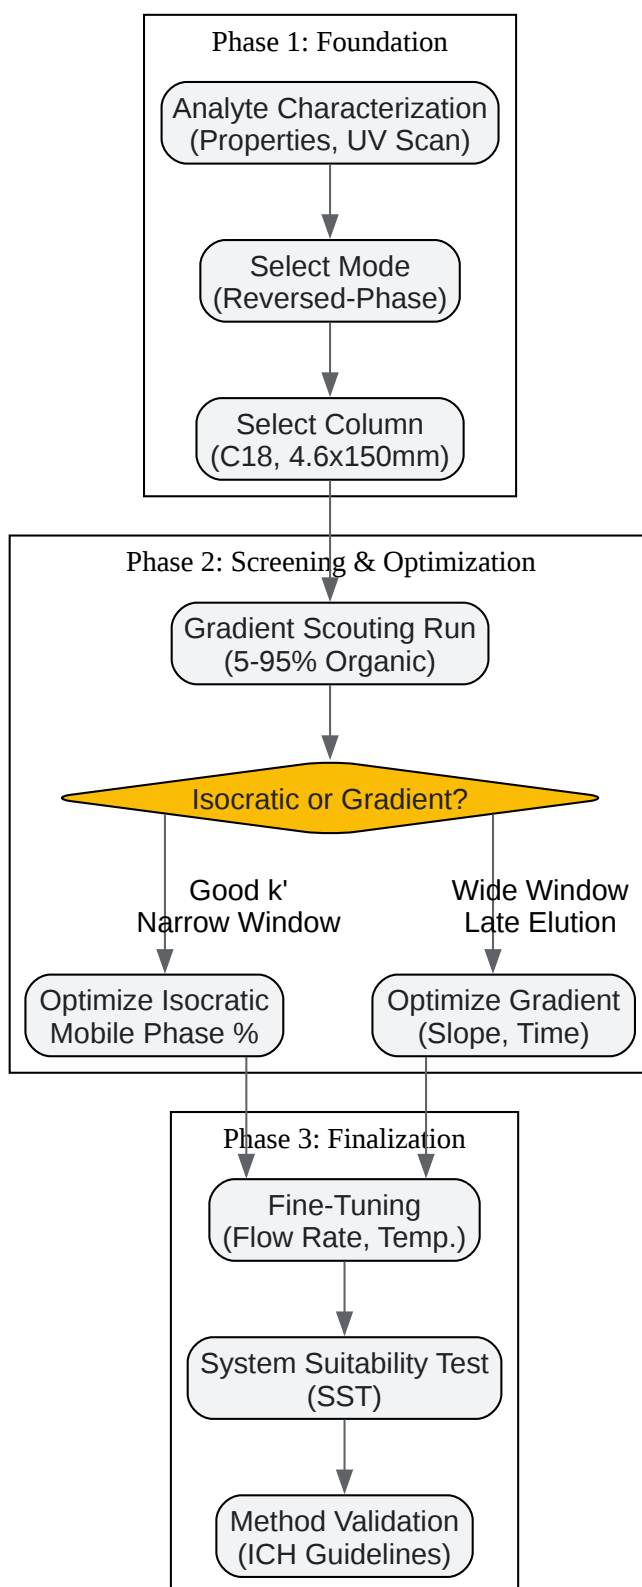 Phase 1: Foundation
Analyte Characterization
(Properties, UV Scan)
Select Mode
(Reversed-Phase)
Select Column
(C18, 4.6x150mm)
Phase 2: Screening & Optimization
Gradient Scouting Run
(5-95% Organic)
Isocratic or Gradient?
Good k'
Narrow Window
Wide Window
Late Elution
Optimize Isocratic
Mobile Phase %
Optimize Gradient
(Slope, Time)
Phase 3: Finalization
Fine-Tuning
(Flow Rate, Temp.)
System Suitability Test
(SST)
Method Validation
(ICH Guidelines)